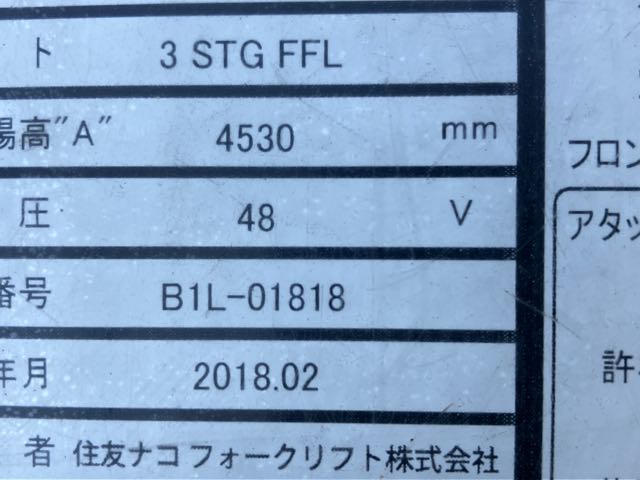 ト 3 STG FFL
揚高"A" 4530 mm
圧 48 V
番号 B1L-01818
年月 2018.02
者 住友ナコ フォークリフト株式会社
フロン
アタッ
許